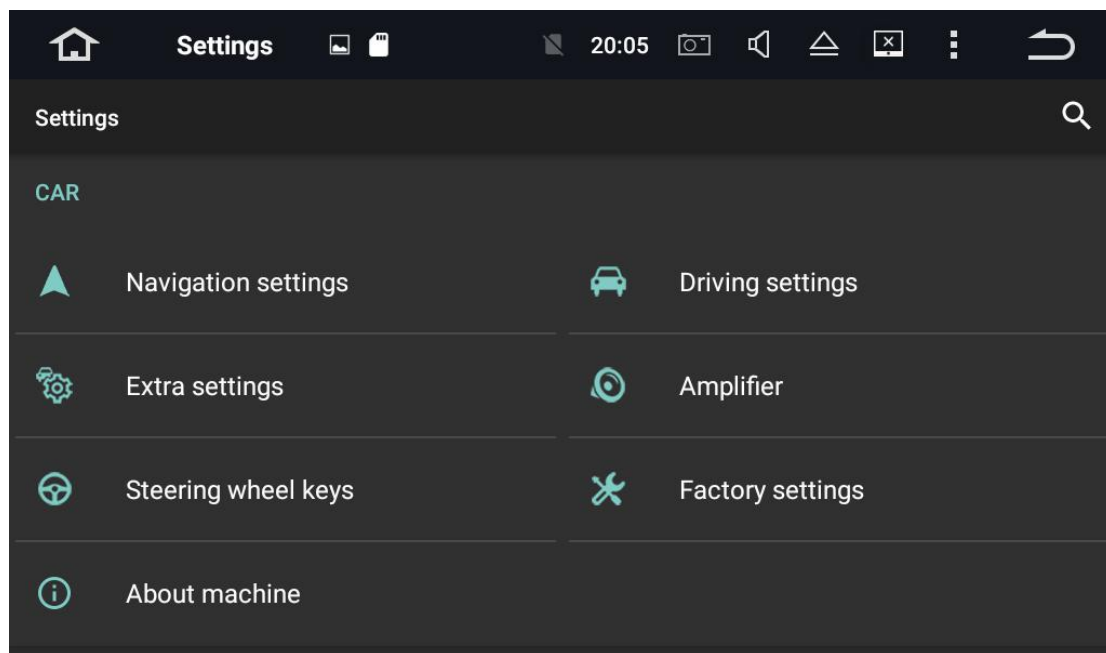 Settings 20:05
Settings
CAR
Navigation settings Driving settings
Extra settings Amplifier
Steering wheel keys Factory settings
About machine